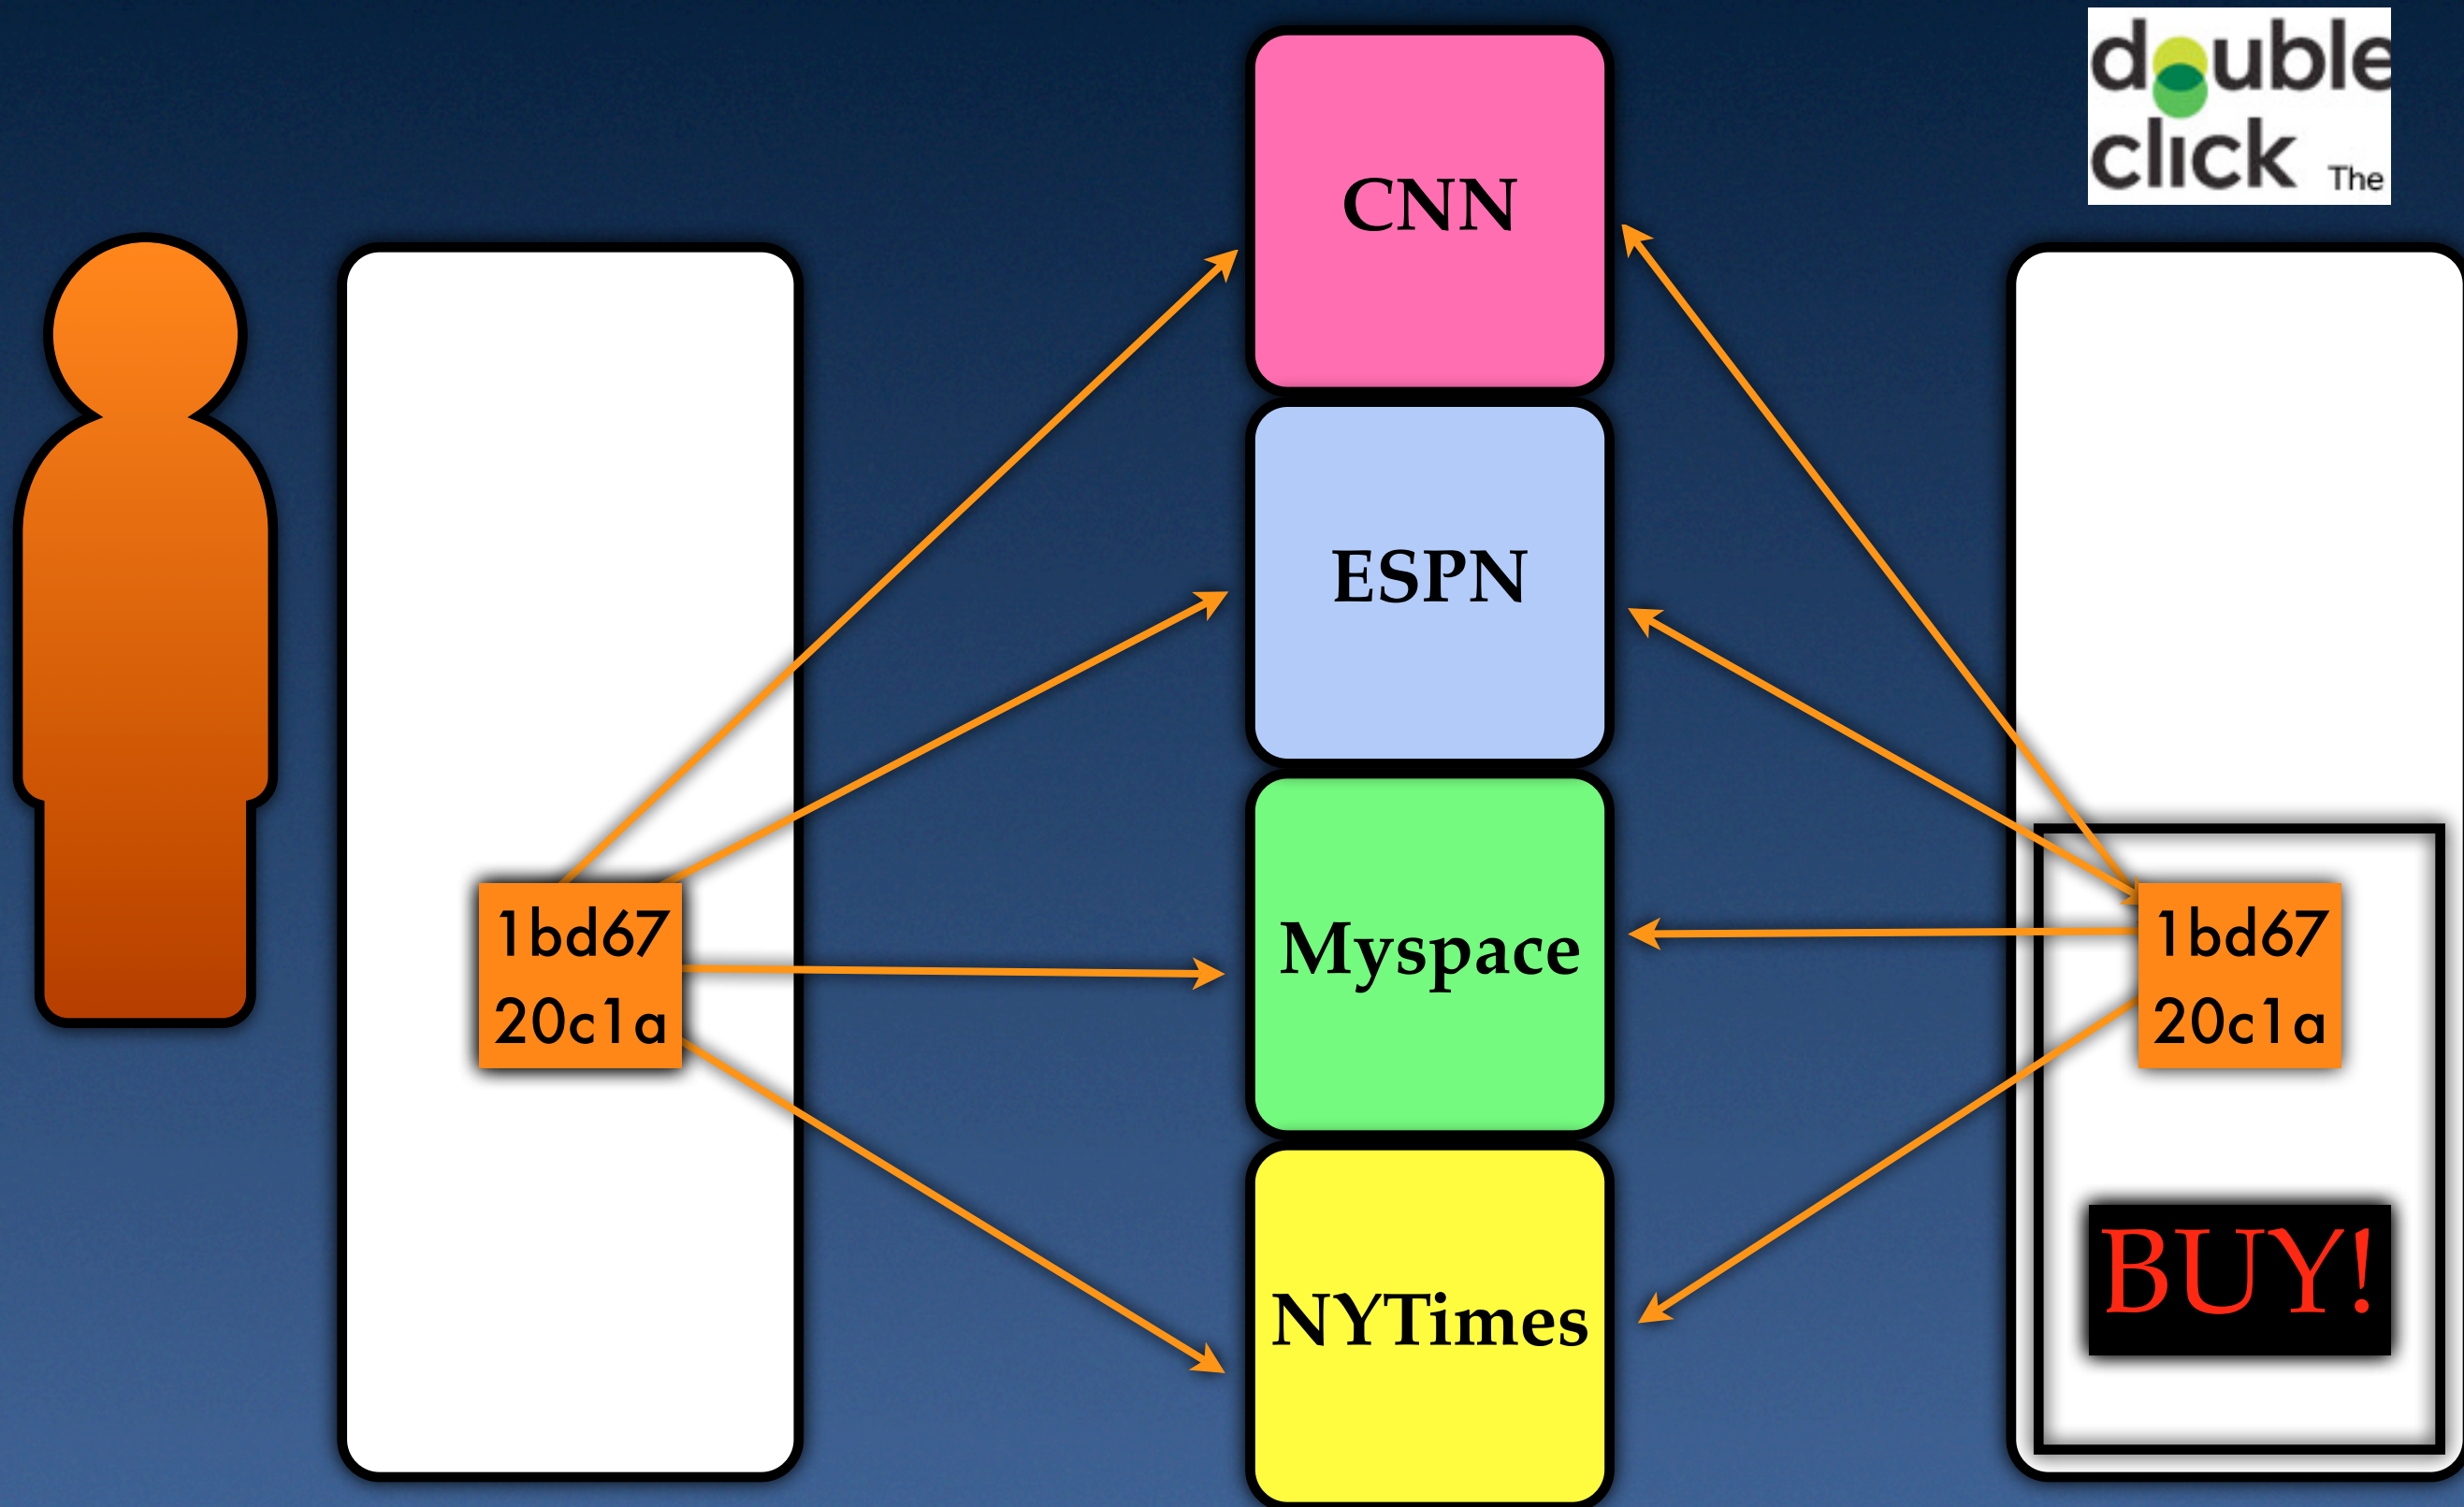 double
click The
CNN
ESPN
Myspace
NYTimes
1bd67
20c1a
1bd67
20c1a
BUY!